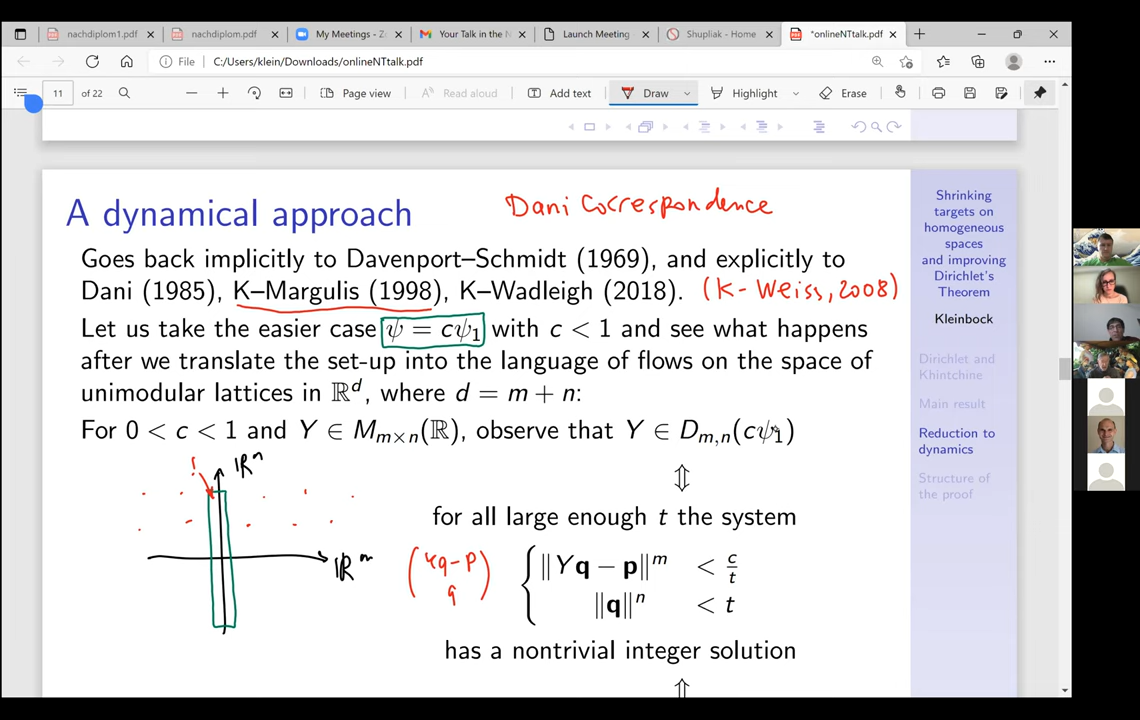 nachdiplom1.pdf
nachdiplom.pdf
My Meetings - Zo
Your Talk in the N
Launch Meeting
Shupliak - Home
*onlineNTtalk.pdf
File C:/Users/klein/Downloads/onlineNTtalk.pdf
11 of 22
Page view
Read aloud
Add text
Draw
Highlight
Erase
A dynamical approach
Dani Correspondence
Goes back implicitly to Davenport–Schmidt (1969), and explicitly to
Dani (1985), K–Margulis (1998), K–Wadleigh (2018). (K-Weiss, 2008)
Let us take the easier case ψ = cψ₁ with c < 1 and see what happens
after we translate the set-up into the language of flows on the space of
unimodular lattices in ℝᵈ, where d = m + n:
For 0 < c < 1 and Y ∈ Mₘ×ₙ(ℝ), observe that Y ∈ Dₘ,ₙ(cψ₁)
⇕
! ℝⁿ
for all large enough t the system
ℝᵐ
(Yq-p
q)
‖Yq − p‖ᵐ < c/t
‖q‖ⁿ < t
has a nontrivial integer solution
Shrinking
targets on
homogeneous
spaces
and improving
Dirichlet's
Theorem
Kleinbock
Dirichlet and
Khintchine
Main result
Reduction to
dynamics
Structure of
the proof